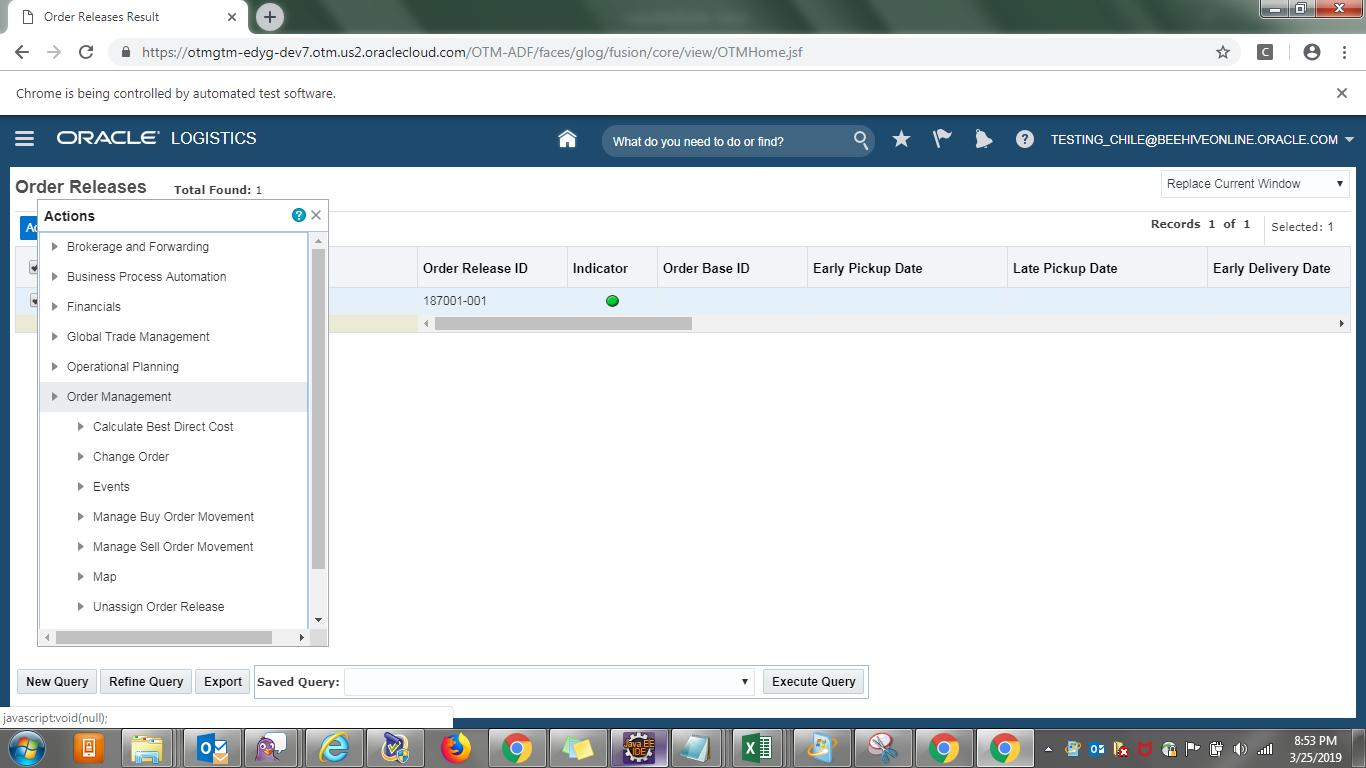 Order Releases Result
https://otmgtm-edyg-dev7.otm.us2.oraclecloud.com/OTM-ADF/faces/glog/fusion/core/view/OTMHome.jsf
C
Chrome is being controlled by automated test software.
ORACLE LOGISTICS
What do you need to do or find?
TESTING_CHILE@BEEHIVEONLINE.ORACLE.COM
Order Releases Total Found: 1
Replace Current Window
Records 1 of 1 Selected: 1
Actions
Order Release ID Indicator Order Base ID Early Pickup Date Late Pickup Date Early Delivery Date
187001-001
Brokerage and Forwarding
Business Process Automation
Financials
Global Trade Management
Operational Planning
Order Management
Calculate Best Direct Cost
Change Order
Events
Manage Buy Order Movement
Manage Sell Order Movement
Map
Unassign Order Release
New Query Refine Query Export Saved Query: Execute Query
javascript:void(null);
Java EE
IDE
8:53 PM
3/25/2019